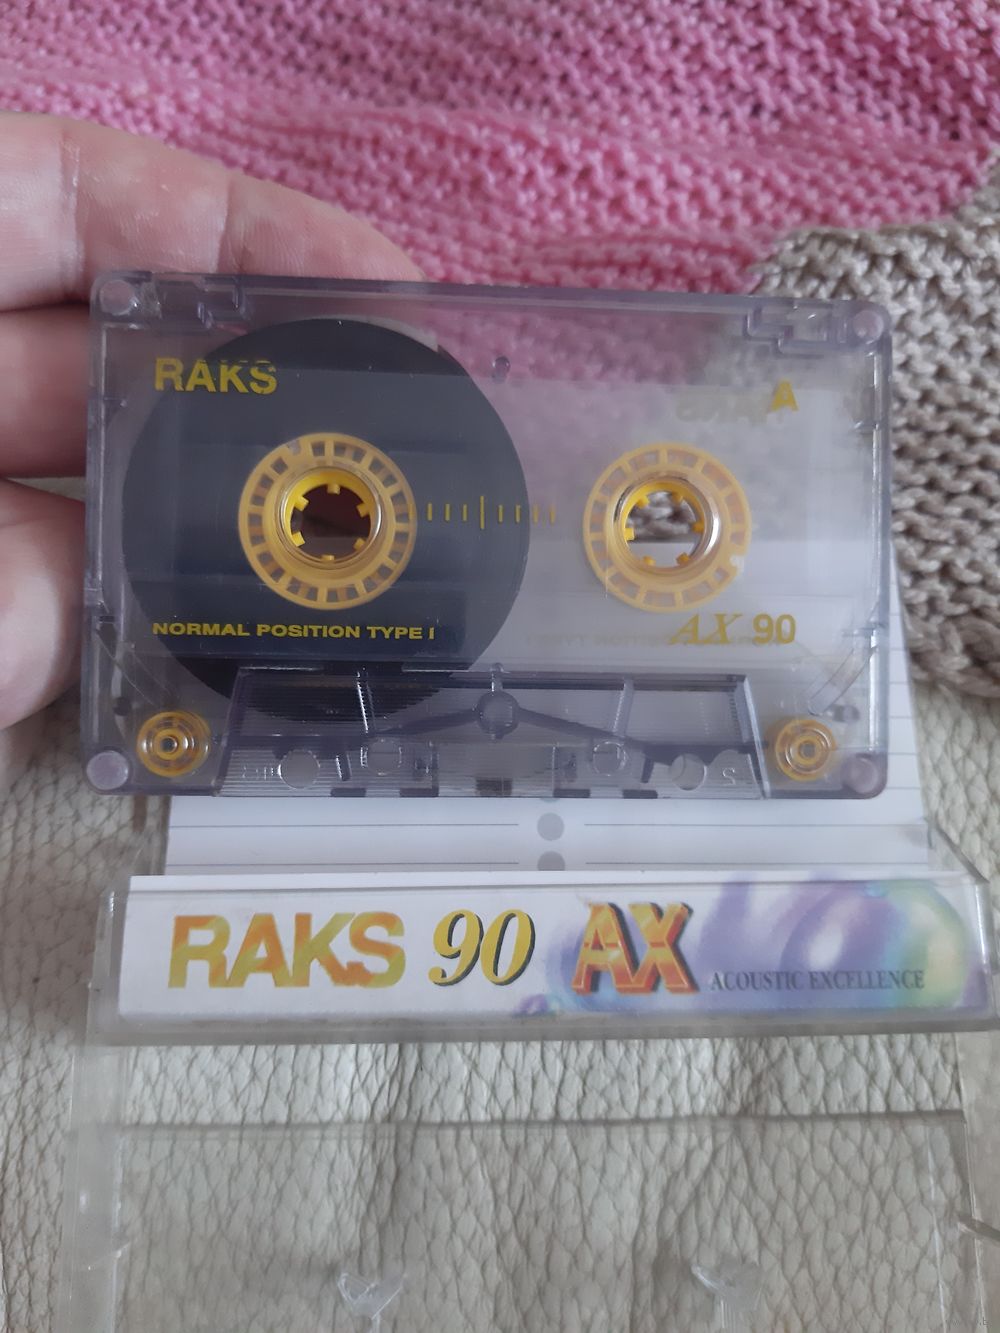 RAKS
A
NORMAL POSITION TYPE I
AX 90
RAKS 90 AX ACOUSTIC EXCELLENCE